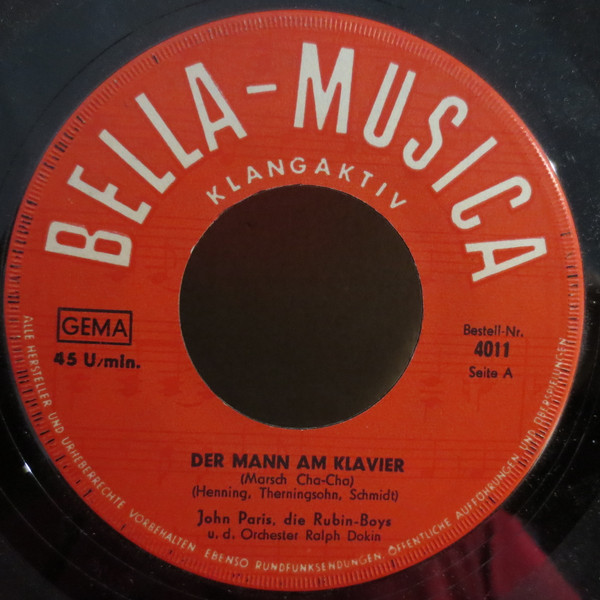 BELLA-MUSICA
KLANGAKTIV
GEMA
45 U/min.
Bestell-Nr.
4011
Seite A
DER MANN AM KLAVIER
(Marsch Cha-Cha)
(Henning, Therningsohn, Schmidt)
John Paris, die Rubin-Boys
u. d. Orchester Ralph Dokin
ALLE HERSTELLER UND URHEBERRECHTE VORBEHALTEN EBENSO RUNDFUNKSENDUNGEN, ÖFFENTLICHE AUFFÜHRUNGEN UND ÜBERSPIELUNGEN